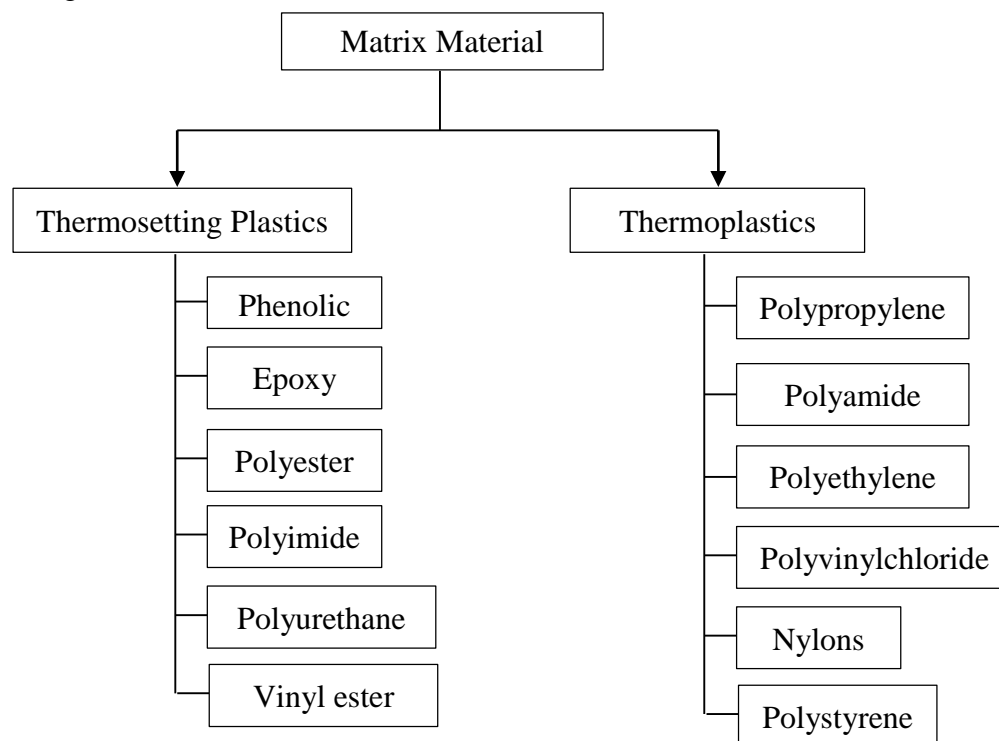 Matrix Material
Thermosetting Plastics
Phenolic
Epoxy
Polyester
Polyimide
Polyurethane
Vinyl ester
Thermoplastics
Polypropylene
Polyamide
Polyethylene
Polyvinylchloride
Nylons
Polystyrene